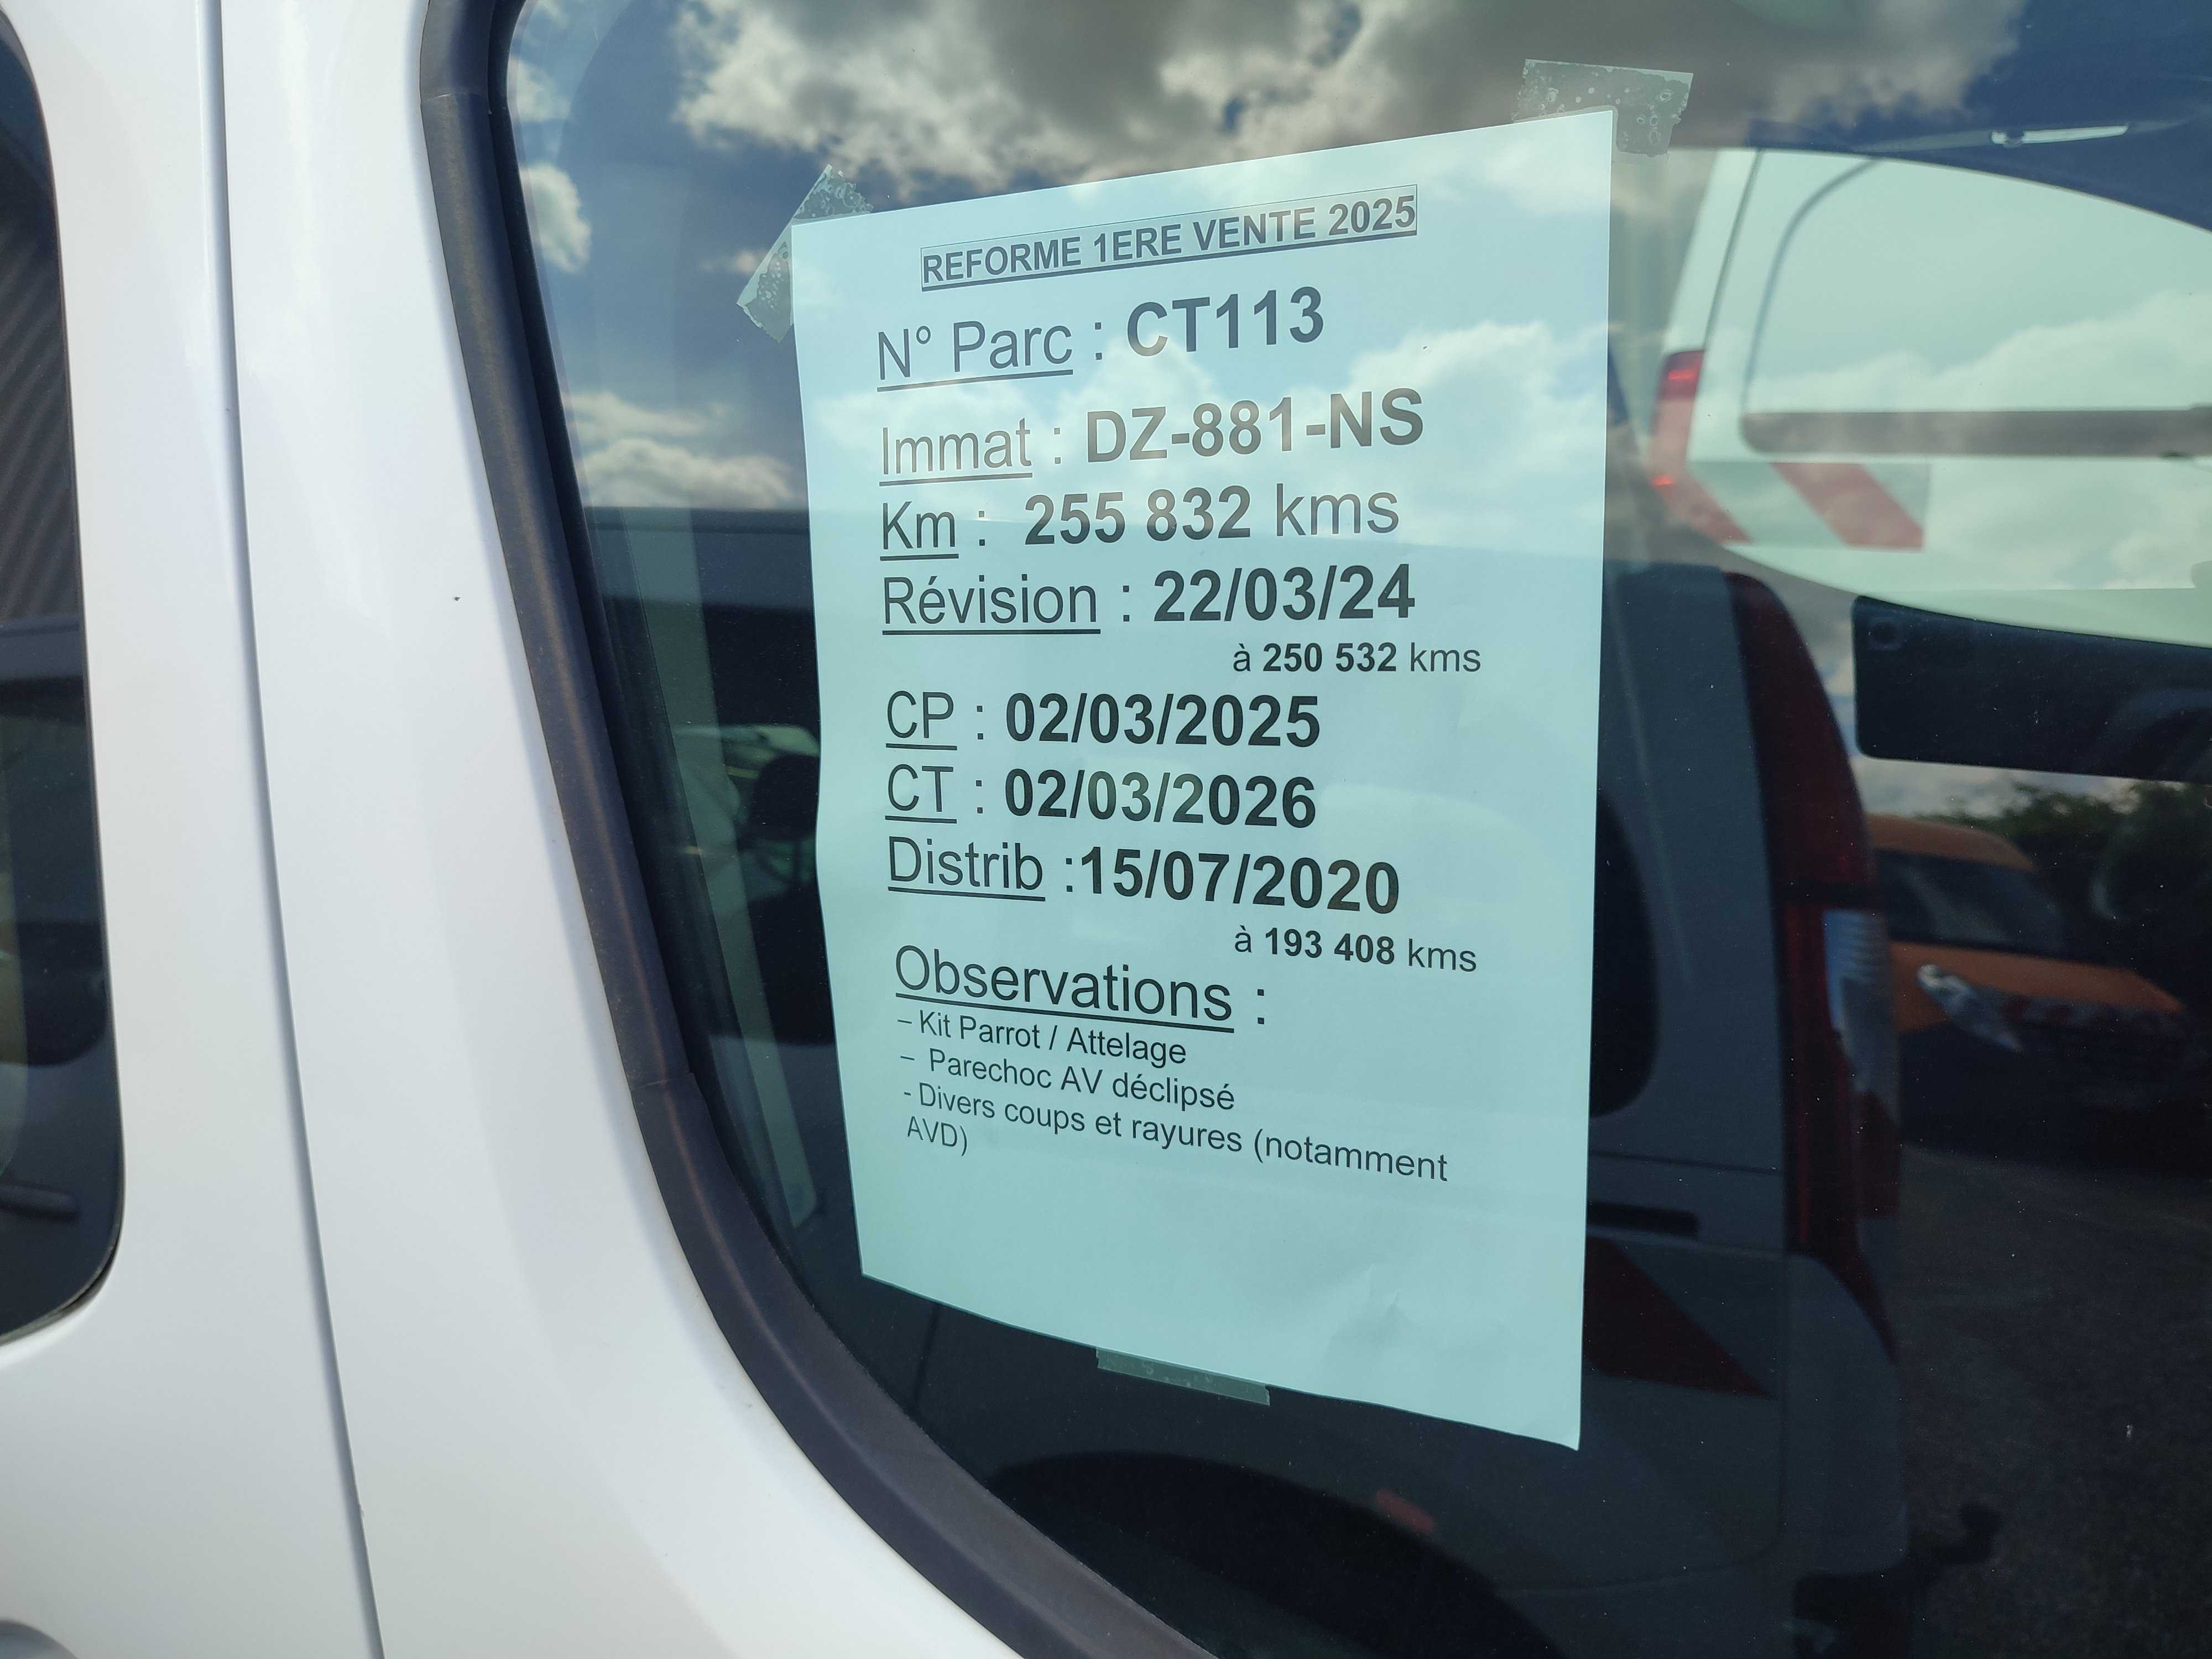 REFORME 1ERE VENTE 2025
N° Parc : CT113
Immat : DZ-881-NS
Km : 255 832 kms
Révision : 22/03/24
à 250 532 kms
CP : 02/03/2025
CT : 02/03/2026
Distrib :15/07/2020
à 193 408 kms
Observations :
– Kit Parrot / Attelage
– Parechoc AV déclipsé
- Divers coups et rayures (notamment
AVD)